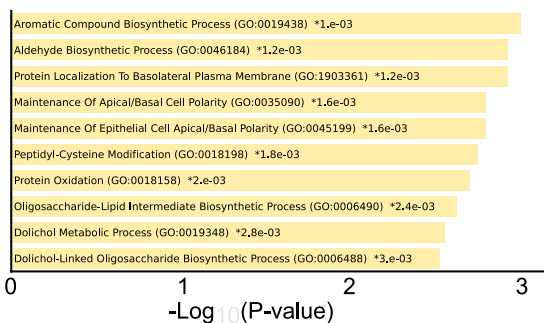 Aromatic Compound Biosynthetic Process (GO:0019438) *1.e-03
Aldehyde Biosynthetic Process (GO:0046184) *1.2e-03
Protein Localization To Basolateral Plasma Membrane (GO:1903361) *1.2e-03
Maintenance Of Apical/Basal Cell Polarity (GO:0035090) *1.6e-03
Maintenance Of Epithelial Cell Apical/Basal Polarity (GO:0045199) *1.6e-03
Peptidyl-Cysteine Modification (GO:0018198) *1.8e-03
Protein Oxidation (GO:0018158) *2.e-03
Oligosaccharide-Lipid Intermediate Biosynthetic Process (GO:0006490) *2.4e-03
Dolichol Metabolic Process (GO:0019348) *2.8e-03
Dolichol-Linked Oligosaccharide Biosynthetic Process (GO:0006488) *3.e-03
0 1 2 3
-Log10(P-value)